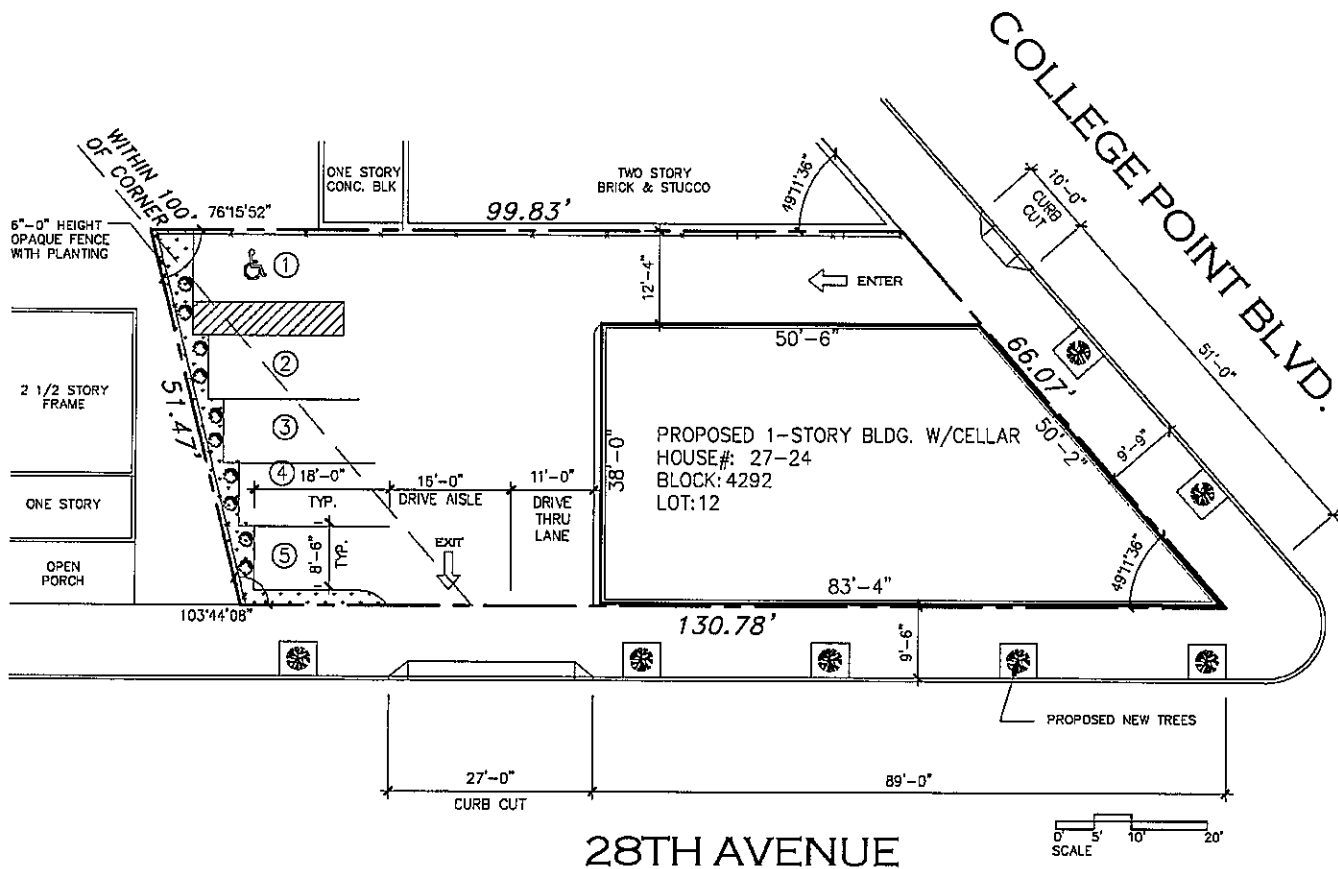 COLLEGE POINT BLVD.
WITHIN 100'
OF CORNER
76°15'52"
ONE STORY
CONC. BLK
TWO STORY
BRICK & STUCCO
99.83'
49°11'36"
10'-0"
CURB
CUT
6"-0" HEIGHT
OPAQUE FENCE
WITH PLANTING
1
12'-4"
ENTER
51'-0"
50'-6"
66.07'
2
2 1/2 STORY
FRAME
51.47'
3
PROPOSED 1-STORY BLDG. W/CELLAR
HOUSE#: 27-24
BLOCK: 4292
LOT: 12
38'-0"
50'-2"
9'-9"
4
18'-0"
TYP.
15'-0"
DRIVE AISLE
11'-0"
DRIVE
THRU
LANE
ONE STORY
OPEN
PORCH
5
8'-6"
TYP.
EXIT
49°11'36"
83'-4"
103°44'08"
130.78'
9'-6"
PROPOSED NEW TREES
27'-0"
CURB CUT
89'-0"
28TH AVENUE
0' 5' 10' 20'
SCALE